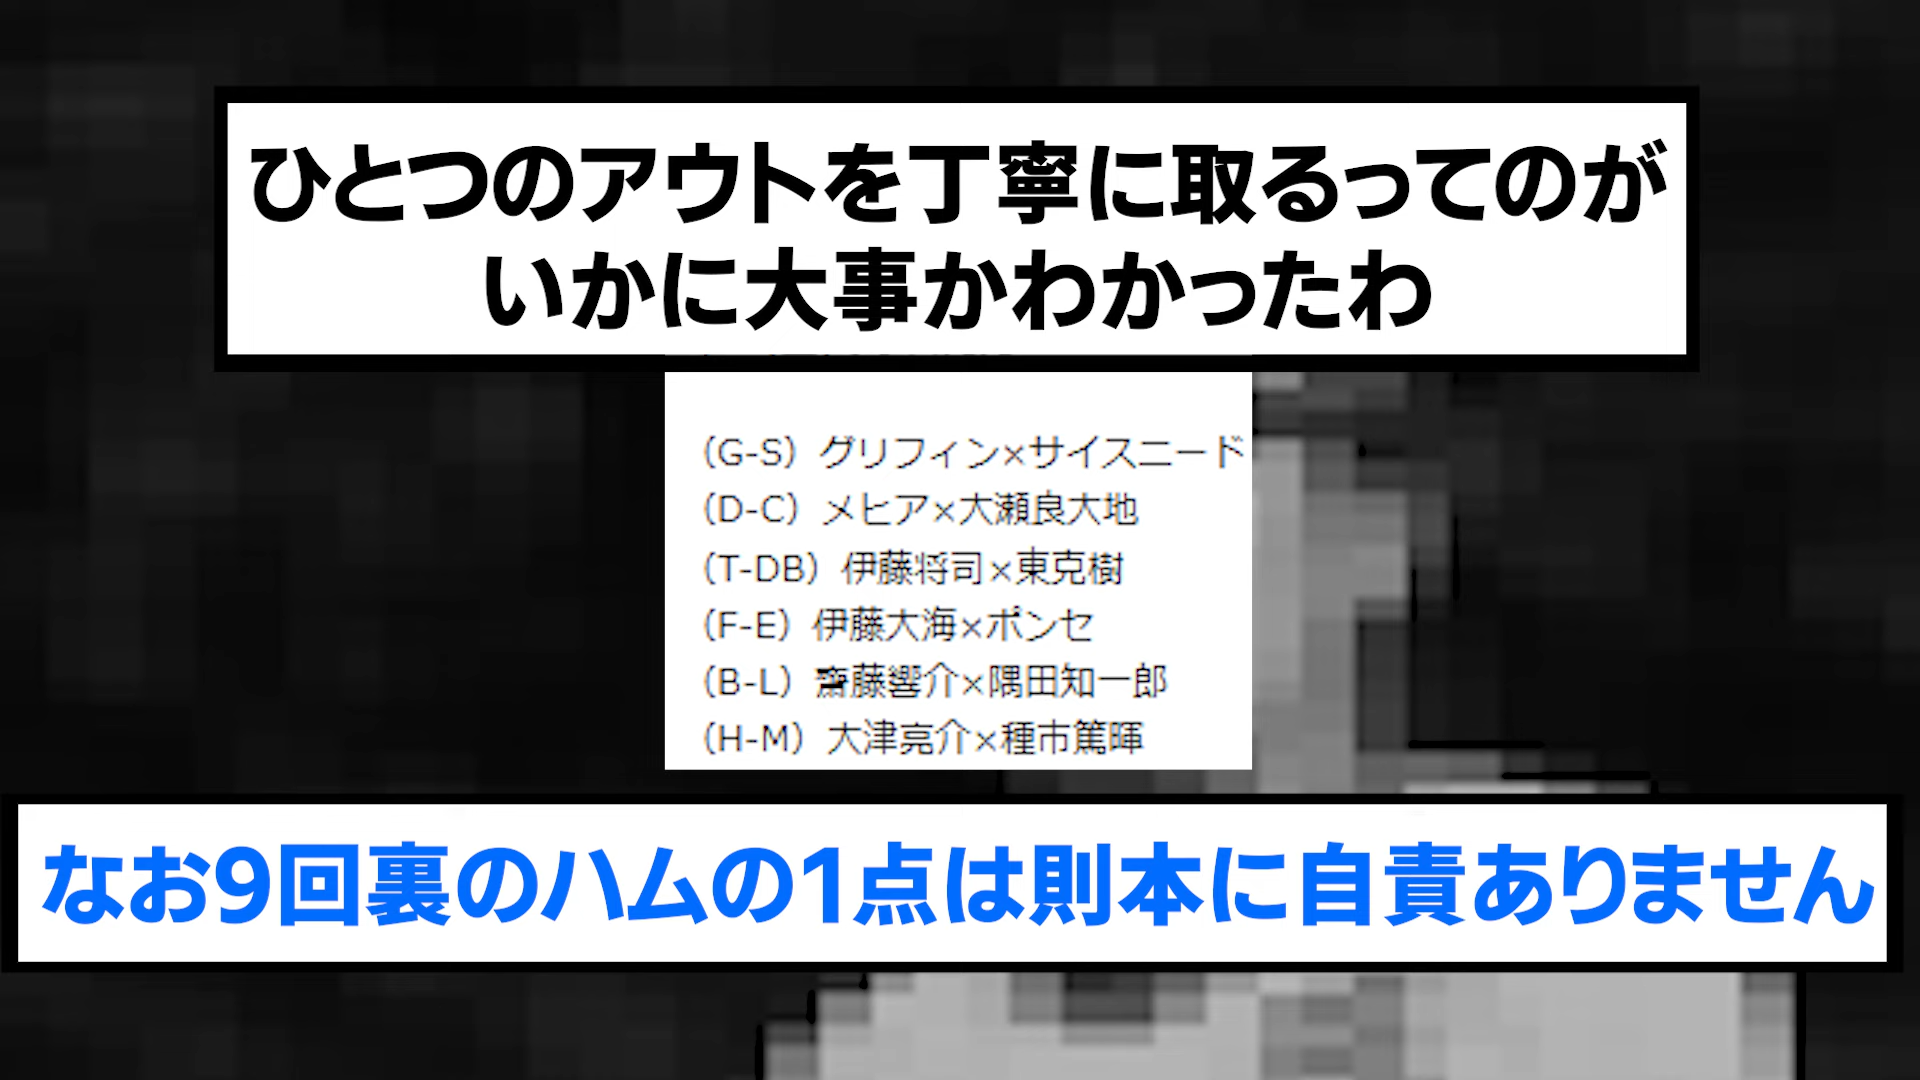 ひとつのアウトを丁寧に取るってのが
いかに大事かわかったわ
（G-S）グリフィン×サイスニード
（D-C）メヒア×大瀬良大地
（T-DB）伊藤将司×東克樹
（F-E）伊藤大海×ポンセ
（B-L）齋藤響介×隅田知一郎
（H-M）大津亮介×種市篤暉
なお9回裏のハムの1点は則本に自責ありません